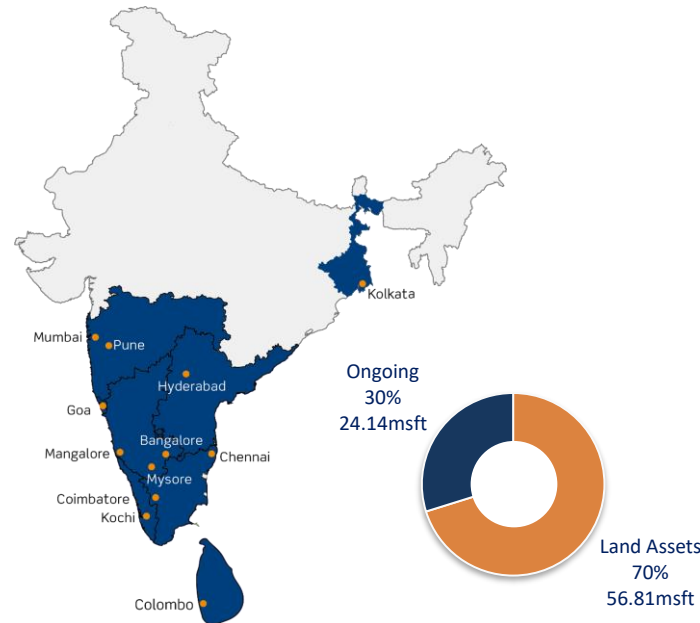 Kolkata
Mumbai
Pune
Hyderabad
Goa
Bangalore
Mangalore
Chennai
Mysore
Coimbatore
Kochi
Colombo
Ongoing
30%
24.14msft
Land Assets
70%
56.81msft